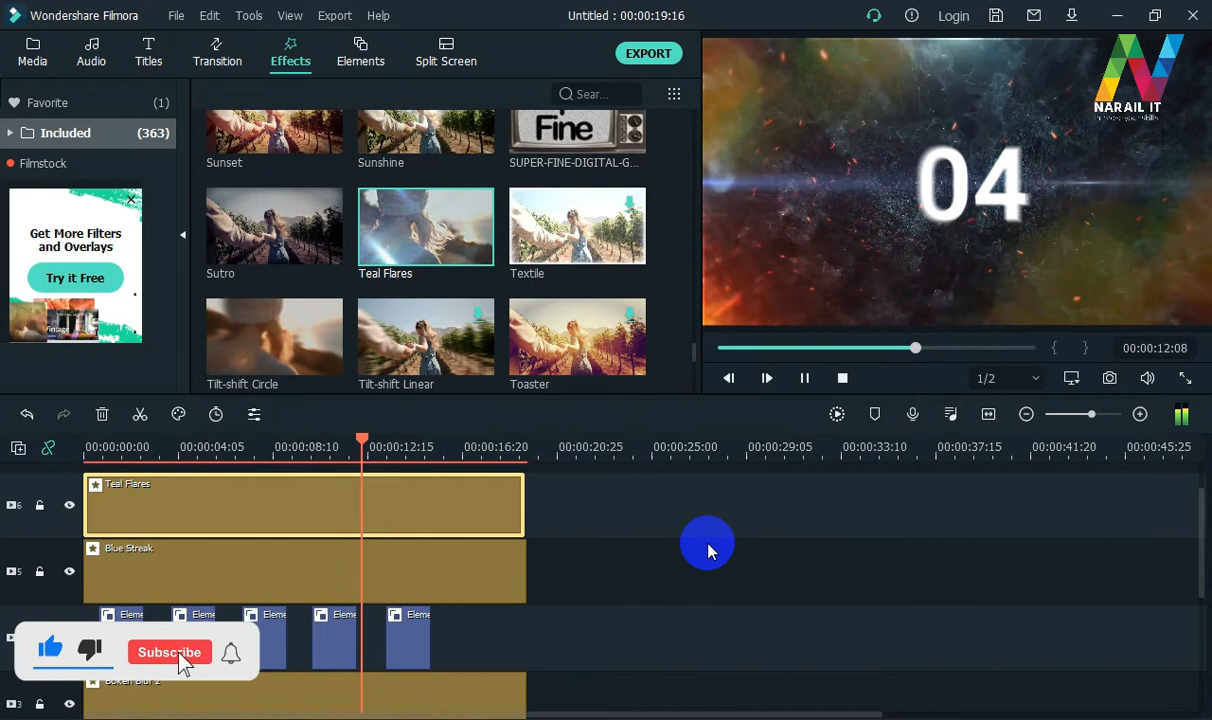 Wondershare Filmora File Edit Tools View Export Help Untitled : 00:00:19:16 Login
Media Audio Titles Transition Effects Elements Split Screen EXPORT
Favorite (1)
Included (363)
Filmstock
Get More Filters
and Overlays
Try it Free
Sear...
Fine
Sunset Sunshine SUPER-FINE-DIGITAL-G...
Sutro Teal Flares Textile
Tilt-shift Circle Tilt-shift Linear Toaster
NARAIL IT
04
{ } 00:00:12:08
1/2
00:00:00:00 00:00:04:05 00:00:08:10 00:00:12:15 00:00:16:20 00:00:20:25 00:00:25:00 00:00:29:05 00:00:33:10 00:00:37:15 00:00:41:20 00:00:45:25
6 Teal Flares
5 Blue Streak
Eleme Eleme Eleme Eleme Eleme
Subscribe
3 Bokeh Blur 2